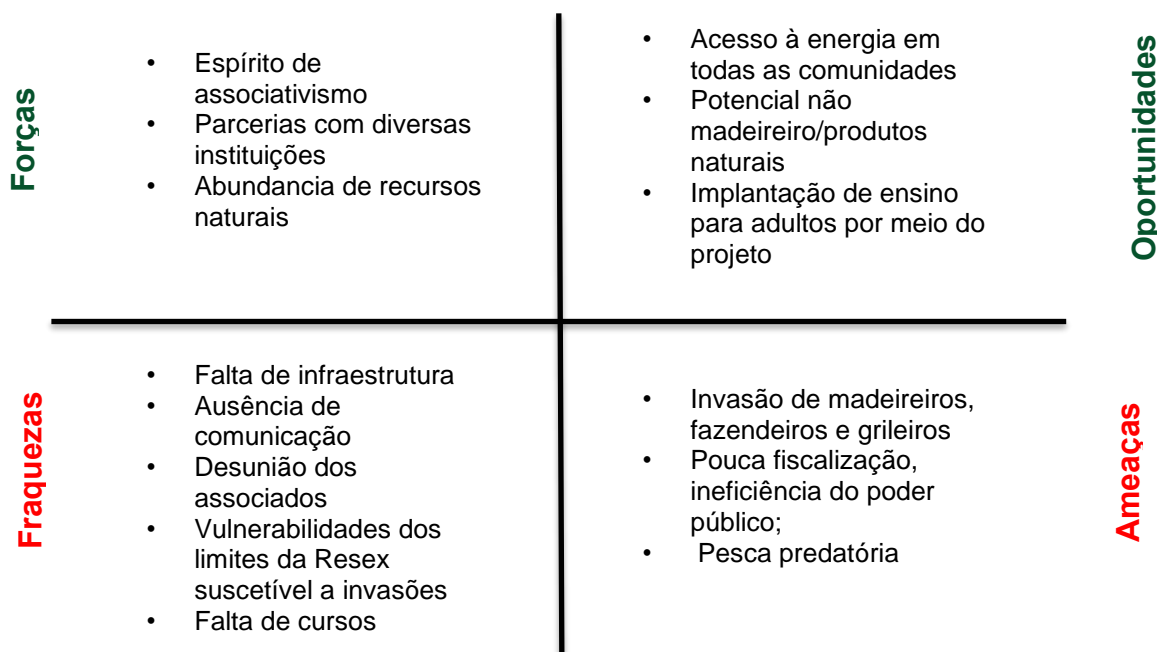 Forças
• Espírito de
associativismo
• Parcerias com diversas
instituições
• Abundancia de recursos
naturais
• Acesso à energia em
todas as comunidades
• Potencial não
madeireiro/produtos
naturais
• Implantação de ensino
para adultos por meio do
projeto
Oportunidades
Fraquezas
• Falta de infraestrutura
• Ausência de
comunicação
• Desunião dos
associados
• Vulnerabilidades dos
limites da Resex
suscetível a invasões
• Falta de cursos
• Invasão de madeireiros,
fazendeiros e grileiros
• Pouca fiscalização,
ineficiência do poder
público;
• Pesca predatória
Ameaças